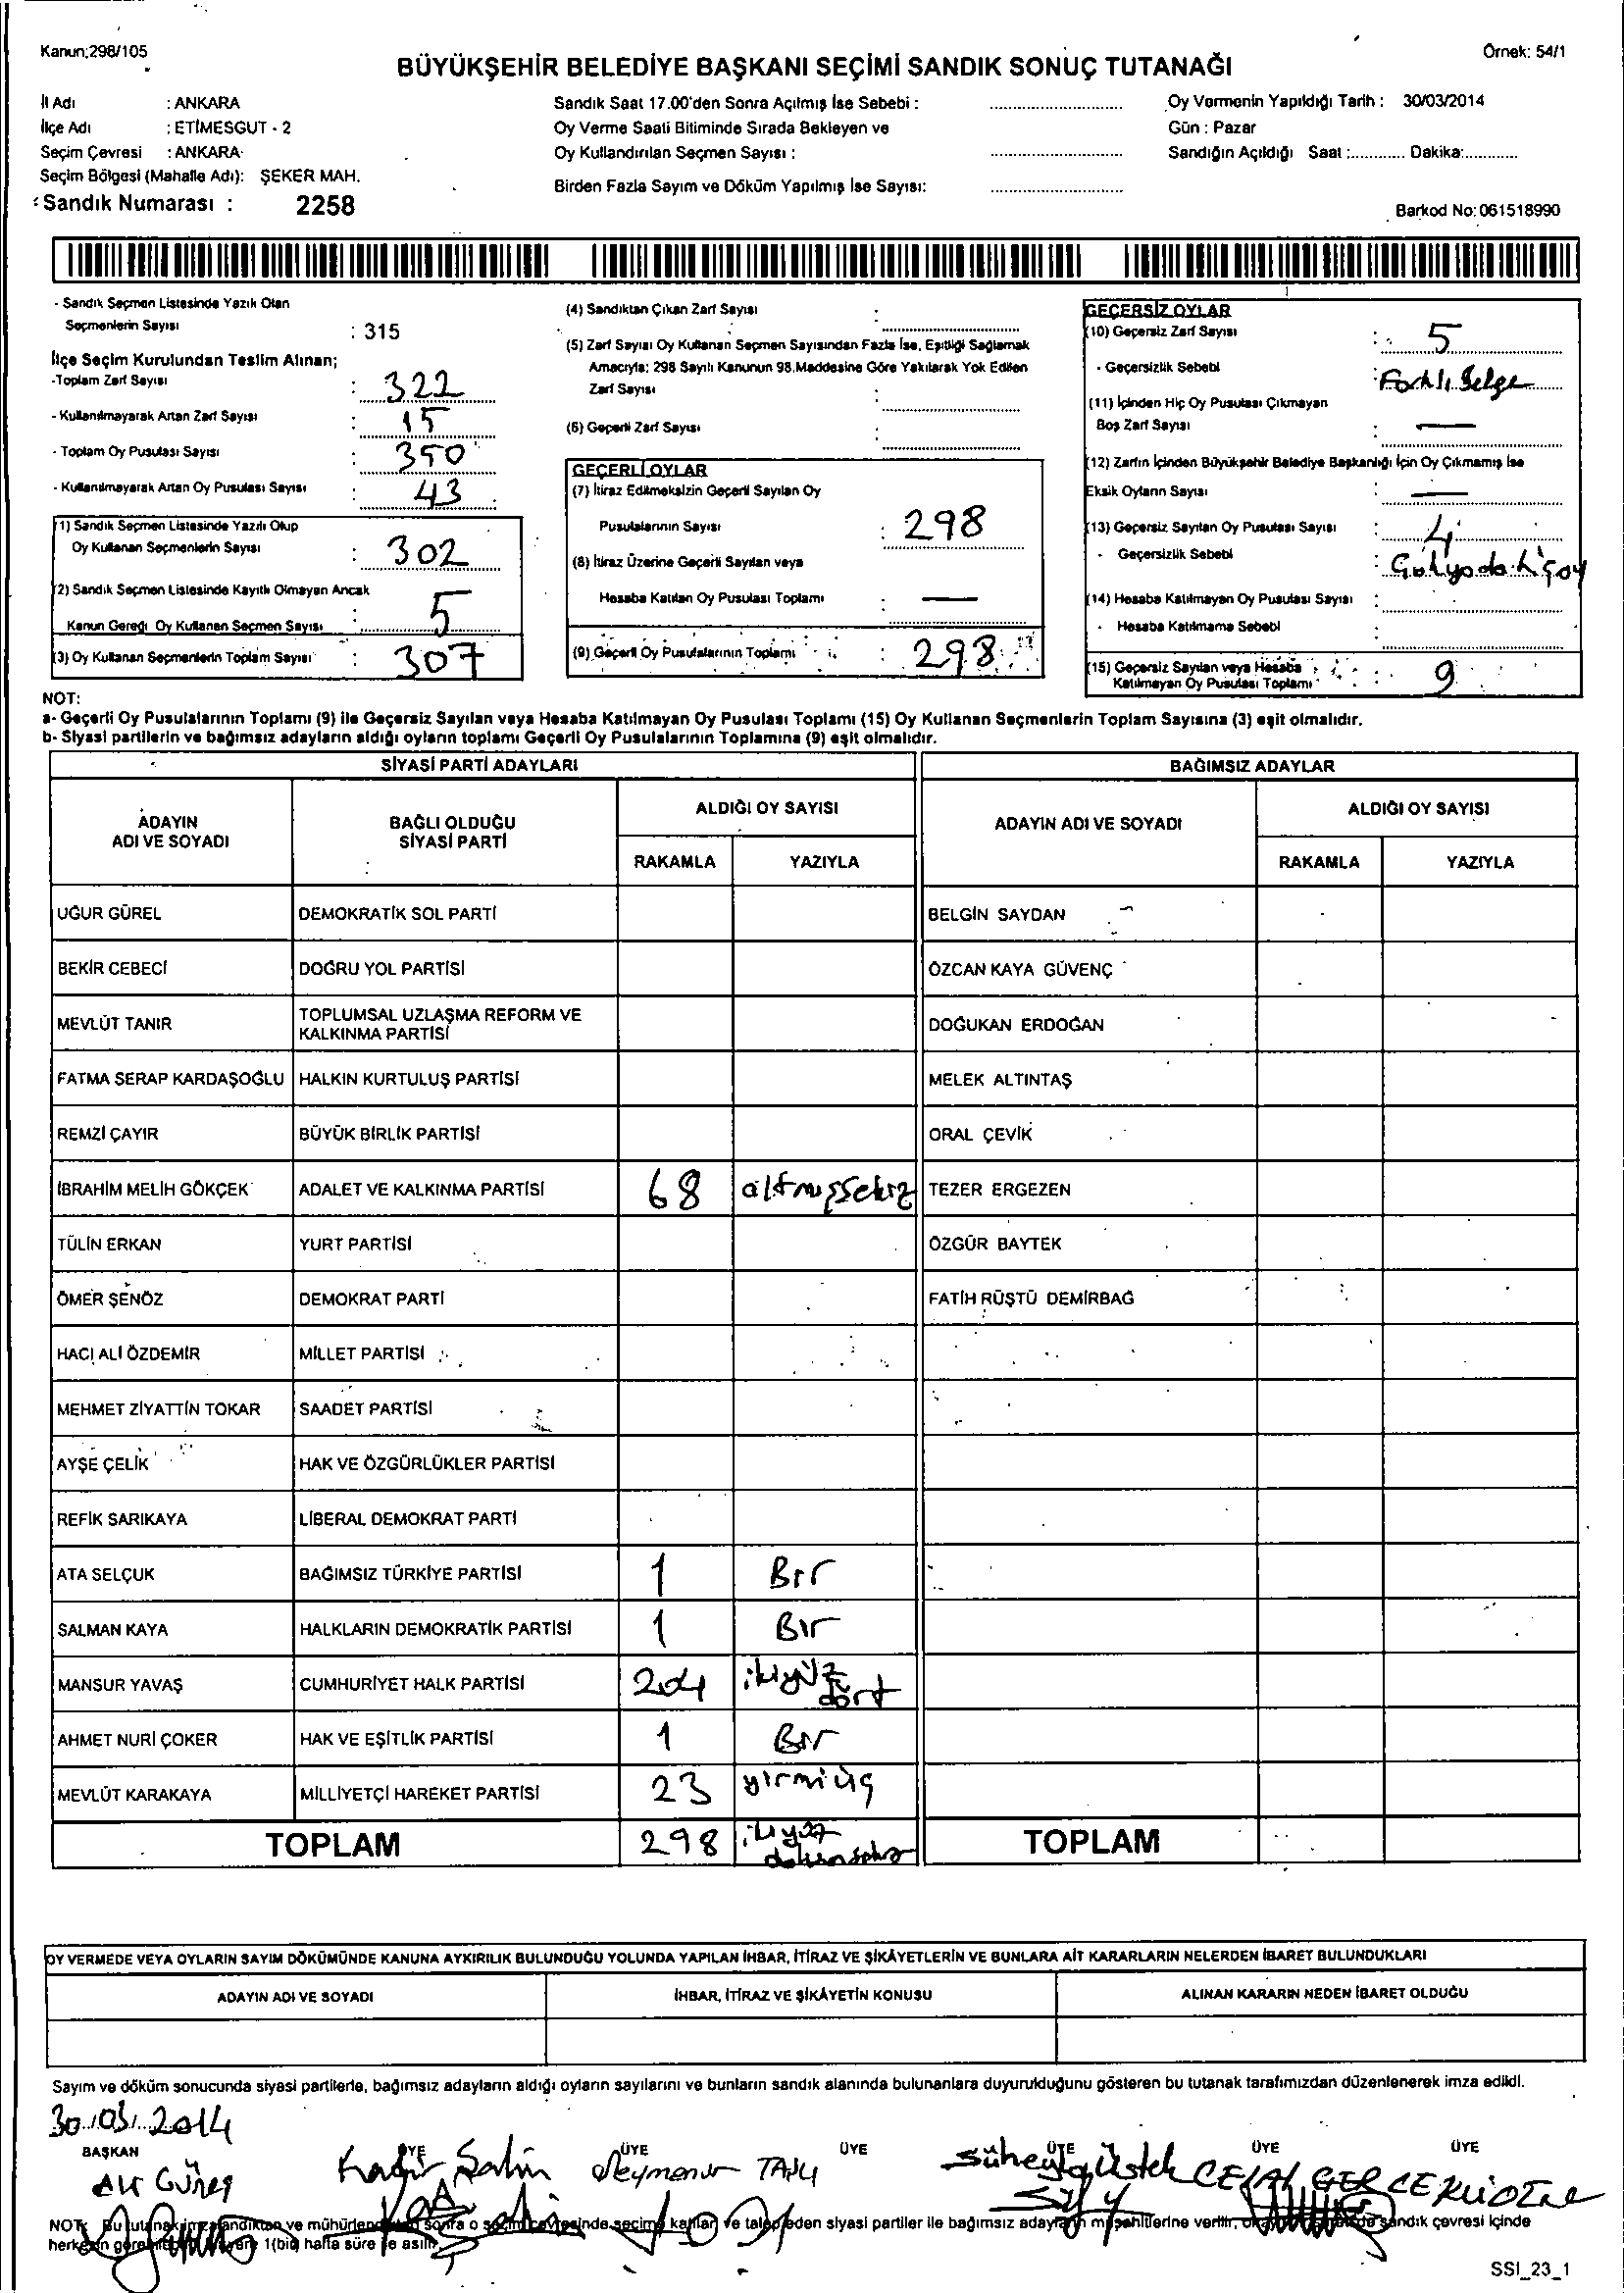 Kanun;298/105
Örnek: 54/1
BÜYÜKŞEHİR BELEDİYE BAŞKANI SEÇİMİ SANDIK SONUÇ TUTANAĞI
İl Adı : ANKARA
İlçe Adı : ETİMESGUT - 2
Seçim Çevresi : ANKARA
Seçim Bölgesi (Mahalle Adı): ŞEKER MAH.
Sandık Numarası : 2258
Sandık Saat 17.00'den Sonra Açılmış İse Sebebi :
Oy Verme Saati Bitiminde Sırada Bekleyen ve
Oy Kullandırılan Seçmen Sayısı :
Birden Fazla Sayım ve Döküm Yapılmış İse Sayısı:
Oy Vermenin Yapıldığı Tarih : 30/03/2014
Gün : Pazar
Sandığın Açıldığı Saat :............ Dakika:............
Barkod No:061518990
- Sandık Seçmen Listesinde Yazılı Olan
Seçmenlerin Sayısı : 315
İlçe Seçim Kurulundan Teslim Alınan;
-Toplam Zarf Sayısı : 322
- Kullanılmayarak Artan Zarf Sayısı : 15
- Toplam Oy Pusulası Sayısı : 350
- Kullanılmayarak Artan Oy Pusulası Sayısı : 43
(1) Sandık Seçmen Listesinde Yazılı Olup
Oy Kullanan Seçmenlerin Sayısı : 302
(2) Sandık Seçmen Listesinde Kayıtlı Olmayan Ancak
Kanun Gereği Oy Kullanan Seçmen Sayısı : 5
(3) Oy Kullanan Seçmenlerin Toplam Sayısı : 307
(4) Sandıktan Çıkan Zarf Sayısı :
(5) Zarf Sayısı Oy Kullanan Seçmen Sayısından Fazla İse, Eşitliği Sağlamak
Amacıyla; 298 Sayılı Kanunun 98.Maddesine Göre Yakılarak Yok Edilen
Zarf Sayısı :
(6) Geçerli Zarf Sayısı :
GEÇERLİ OYLAR
(7) İtiraz Edilmeksizin Geçerli Sayılan Oy
Pusulalarının Sayısı : 298
(8) İtiraz Üzerine Geçerli Sayılan veya
Hesaba Katılan Oy Pusulası Toplamı : —
(9) Geçerli Oy Pusulalarının Toplamı : 298
GEÇERSİZ OYLAR
(10) Geçersiz Zarf Sayısı : 5
- Geçersizlik Sebebi : Farklı Belge
(11) İçinden Hiç Oy Pusulası Çıkmayan
Boş Zarf Sayısı : —
(12) Zarfın İçinden Büyükşehir Belediye Başkanlığı İçin Oy Çıkmamış İse
Eksik Oyların Sayısı : —
(13) Geçersiz Sayılan Oy Pusulası Sayısı : 4
- Geçersizlik Sebebi :
(14) Hesaba Katılmayan Oy Pusulası Sayısı :
- Hesaba Katılmama Sebebi :
(15) Geçersiz Sayılan veya Hesaba
Katılmayan Oy Pusulası Toplamı : 9
NOT:
a- Geçerli Oy Pusulalarının Toplamı (9) ile Geçersiz Sayılan veya Hesaba Katılmayan Oy Pusulası Toplamı (15) Oy Kullanan Seçmenlerin Toplam Sayısına (3) eşit olmalıdır.
b- Siyasi partilerin ve bağımsız adayların aldığı oyların toplamı Geçerli Oy Pusulalarının Toplamına (9) eşit olmalıdır.
SİYASİ PARTİ ADAYLARI
BAĞIMSIZ ADAYLAR
ADAYIN ADI VE SOYADI
BAĞLI OLDUĞU SİYASİ PARTİ
ALDIĞI OY SAYISI
RAKAMLA YAZIYLA
ADAYIN ADI VE SOYADI
ALDIĞI OY SAYISI
RAKAMLA YAZIYLA
UĞUR GÜREL DEMOKRATİK SOL PARTİ BELGİN SAYDAN
BEKİR CEBECİ DOĞRU YOL PARTİSİ ÖZCAN KAYA GÜVENÇ
MEVLÜT TANIR TOPLUMSAL UZLAŞMA REFORM VE KALKINMA PARTİSİ DOĞUKAN ERDOĞAN
FATMA SERAP KARDAŞOĞLU HALKIN KURTULUŞ PARTİSİ MELEK ALTINTAŞ
REMZİ ÇAYIR BÜYÜK BİRLİK PARTİSİ ORAL ÇEVİK
İBRAHİM MELİH GÖKÇEK ADALET VE KALKINMA PARTİSİ 68 altmışsekiz TEZER ERGEZEN
TÜLİN ERKAN YURT PARTİSİ ÖZGÜR BAYTEK
ÖMER ŞENÖZ DEMOKRAT PARTİ FATİH RÜŞTÜ DEMİRBAĞ
HACI ALİ ÖZDEMİR MİLLET PARTİSİ
MEHMET ZİYATTİN TOKAR SAADET PARTİSİ
AYŞE ÇELİK HAK VE ÖZGÜRLÜKLER PARTİSİ
REFİK SARIKAYA LİBERAL DEMOKRAT PARTİ
ATA SELÇUK BAĞIMSIZ TÜRKİYE PARTİSİ 1 Bir
SALMAN KAYA HALKLARIN DEMOKRATİK PARTİSİ 1 Bir
MANSUR YAVAŞ CUMHURİYET HALK PARTİSİ 204 ikiyüz dört
AHMET NURİ ÇOKER HAK VE EŞİTLİK PARTİSİ 1 Bir
MEVLÜT KARAKAYA MİLLİYETÇİ HAREKET PARTİSİ 23 yirmiüç
TOPLAM 298 ikiyüz doksansekiz TOPLAM
OY VERMEDE VEYA OYLARIN SAYIM DÖKÜMÜNDE KANUNA AYKIRILIK BULUNDUĞU YOLUNDA YAPILAN İHBAR, İTİRAZ VE ŞİKÂYETLERİN VE BUNLARA AİT KARARLARIN NELERDEN İBARET BULUNDUKLARI
ADAYIN ADI VE SOYADI
İHBAR, İTİRAZ VE ŞİKÂYETİN KONUSU
ALINAN KARARIN NEDEN İBARET OLDUĞU
Sayım ve döküm sonucunda siyasi partilerle, bağımsız adayların aldığı oyların sayılarını ve bunların sandık alanında bulunanlara duyurulduğunu gösteren bu tutanak tarafımızdan düzenlenerek imza edildi.
30/03/2014
BAŞKAN ÜYE ÜYE ÜYE ÜYE ÜYE ÜYE
Ali Güneş Kadir Şahin
NOT: Bu tutanak imzalandıktan ve mühürlendikten sonra o seçim çevresinde seçime katılan ve talep eden siyasi partiler ile bağımsız adayların müşahitlerine verilir, sandık çevresi içinde
1(bir) hafta süre ile asılır.
SSI_23_1